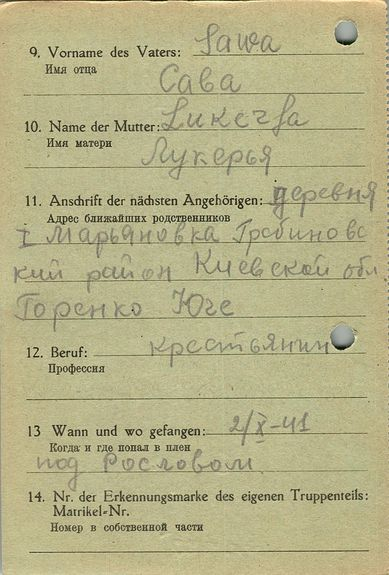 9. Vorname des Vaters: Sawa
Имя отца
Сава
10. Name der Mutter: Likerja
Имя матери
Лукерья
11. Anschrift der nächsten Angehörigen: деревня
Адрес ближайших родственников
I Марьяновка Гребиновс
кий район Киевской обл
Горенко
12. Beruf: крестьянин
Профессия
13 Wann und wo gefangen: 2/X-41
Когда и где попал в плен
под Рословом
14. Nr. der Erkennungsmarke des eigenen Truppenteils:
Matrikel-Nr.
Номер в собственной части